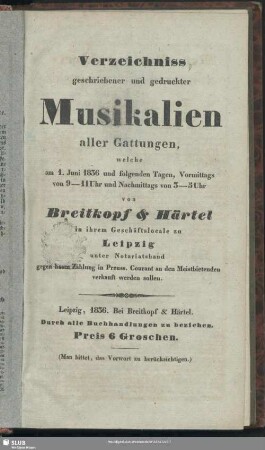 Verzeichniss
geschriebener und gedruckter
Musikalien
aller Gattungen,
welche
am 1. Juni 1836 und folgenden Tagen, Vormittags
von 9—11 Uhr und Nachmittags von 3—5 Uhr
von
Breitkopf & Härtel
in ihrem Geschäftslocale zu
Leipzig
unter Notariatshand
gegen baare Zahlung in Preuss. Courant an den Meistbietenden
verkauft werden sollen.
Leipzig, 1836. Bei Breitkopf & Härtel.
Durch alle Buchhandlungen zu beziehen.
Preis 6 Groschen.
(Man bittet, das Vorwort zu berücksichtigen.)
SLUB